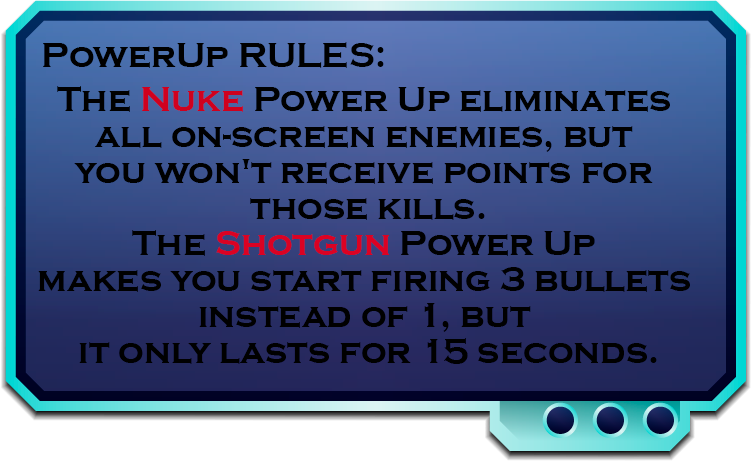 PowerUp RULES:
The Nuke Power Up eliminates
all on-screen enemies, but
you won't receive points for
those kills.
The Shotgun Power Up
makes you start firing 3 bullets
instead of 1, but
it only lasts for 15 seconds.